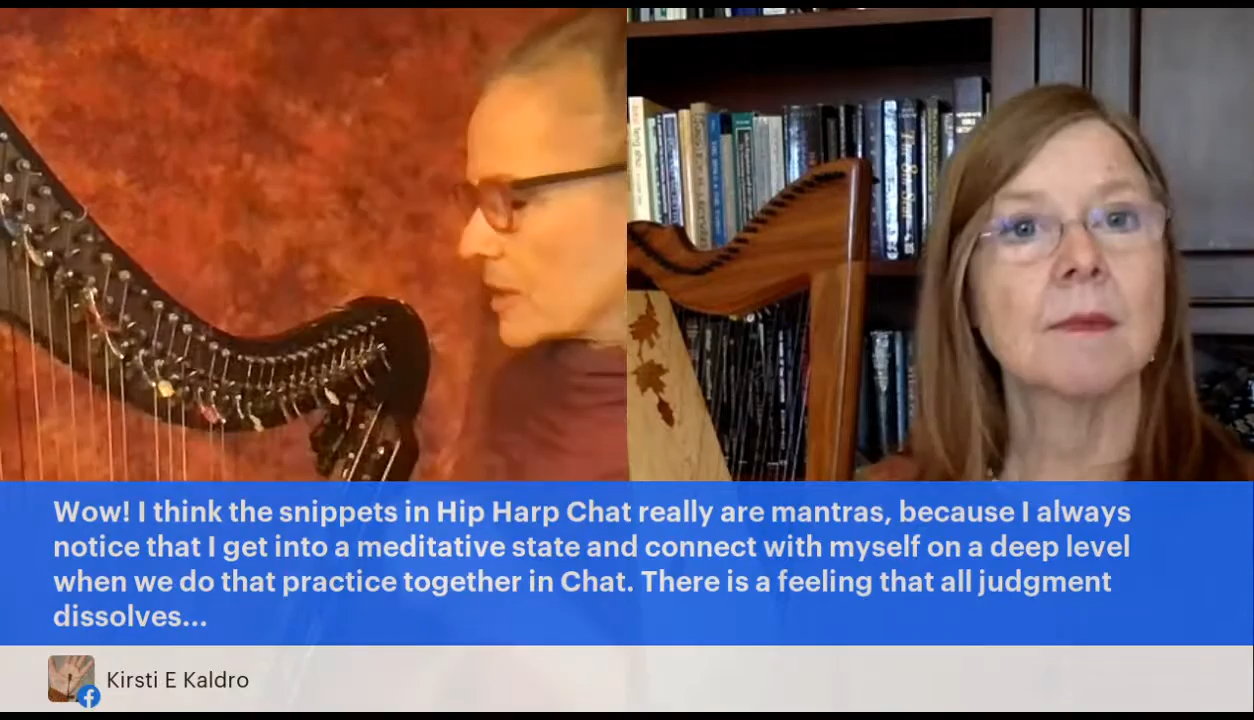 Wow! I think the snippets in Hip Harp Chat really are mantras, because I always
notice that I get into a meditative state and connect with myself on a deep level
when we do that practice together in Chat. There is a feeling that all judgment
dissolves...
Kirsti E Kaldro